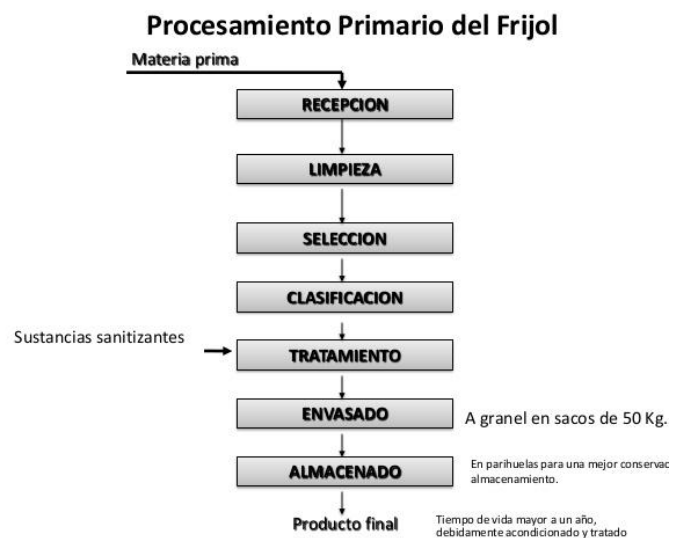 Procesamiento Primario del Frijol
Materia prima
RECEPCION
LIMPIEZA
SELECCION
CLASIFICACION
Sustancias sanitizantes
TRATAMIENTO
ENVASADO
A granel en sacos de 50 Kg.
ALMACENADO
En parihuelas para una mejor conservac
almacenamiento.
Producto final
Tiempo de vida mayor a un año,
debidamente acondicionado y tratado